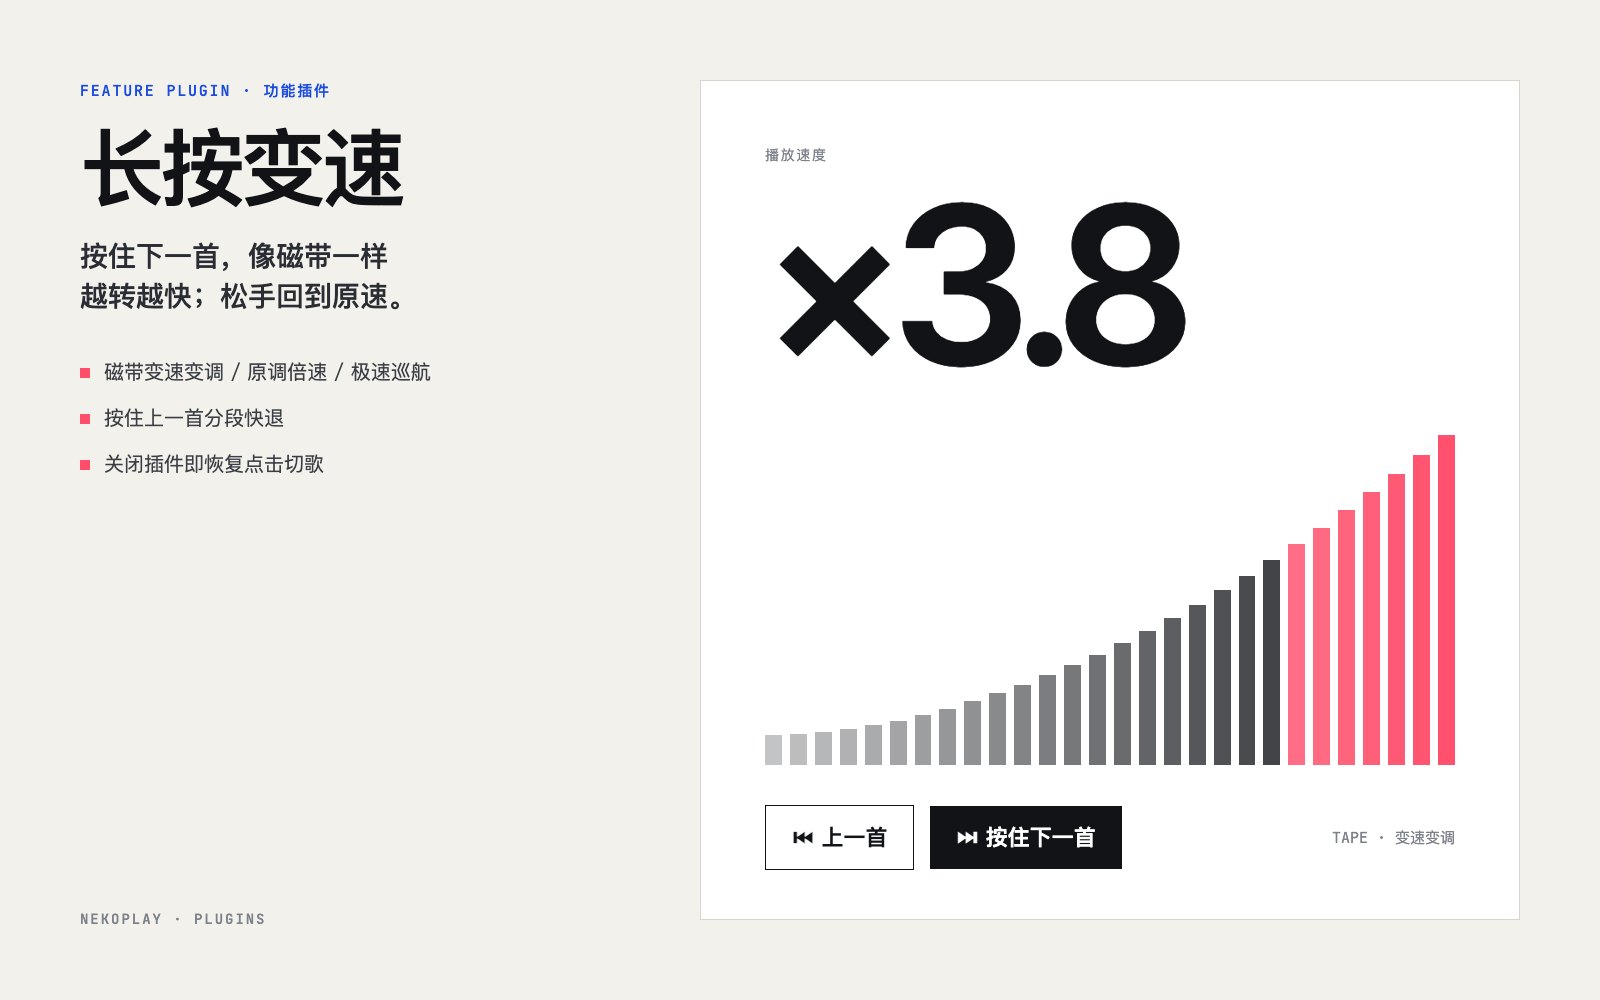 FEATURE PLUGIN · 功能插件
长按变速
按住下一首，像磁带一样
越转越快；松手回到原速。
磁带变速变调 / 原调倍速 / 极速巡航
按住上一首分段快退
关闭插件即恢复点击切歌
NEKOPLAY · PLUGINS
播放速度
×3.8
⏮ 上一首
⏭ 按住下一首
TAPE · 变速变调